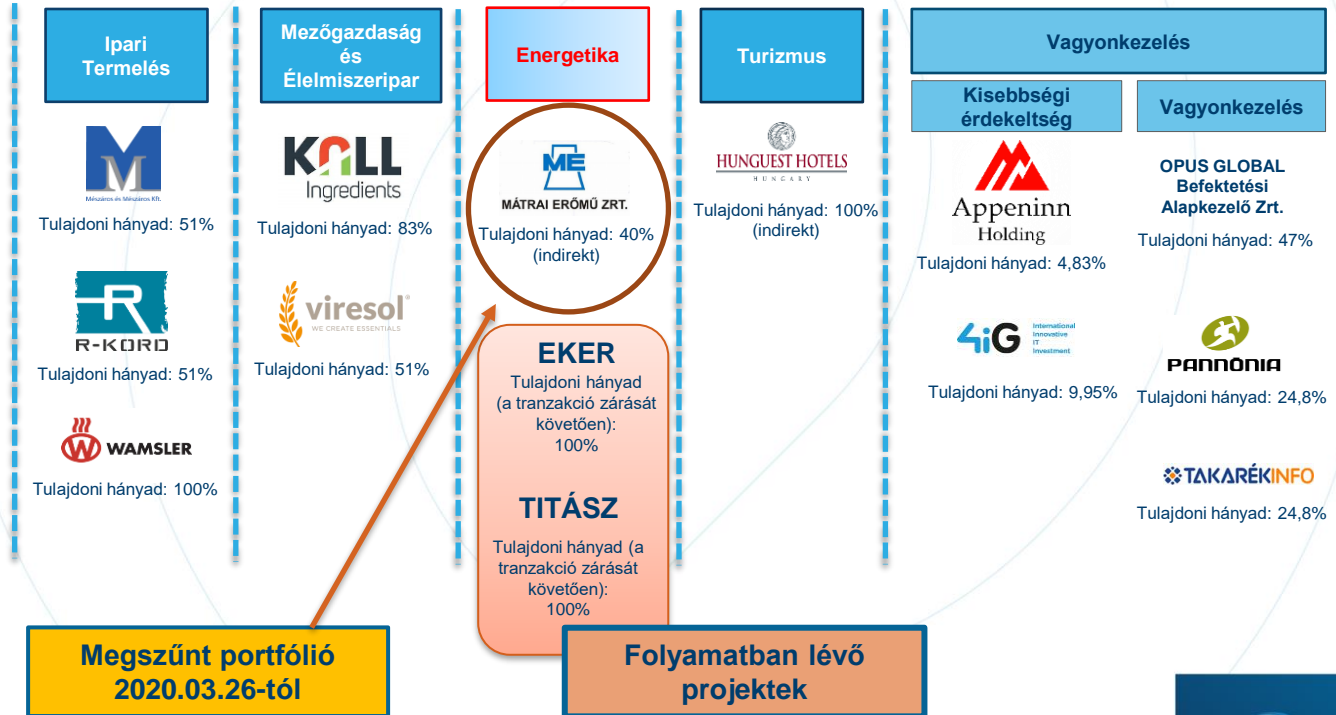 Ipari
Termelés
Mezőgazdaság
és
Élelmiszeripar
Energetika
Turizmus
Vagyonkezelés
Kisebbségi
érdekeltség
Vagyonkezelés
M
Mészáros és Mészáros Kft.
Tulajdoni hányad: 51%
R
R-KORD
Tulajdoni hányad: 51%
W WAMSLER
Tulajdoni hányad: 100%
KALL
Ingredients
Tulajdoni hányad: 83%
viresol®
WE CREATE ESSENTIALS
Tulajdoni hányad: 51%
ME
MÁTRAI ERŐMŰ ZRT.
Tulajdoni hányad: 40%
(indirekt)
EKER
Tulajdoni hányad
(a tranzakció zárását
követően):
100%
TITÁSZ
Tulajdoni hányad (a
tranzakció zárását
követően):
100%
HUNGUEST HOTELS
HUNGARY
Tulajdoni hányad: 100%
(indirekt)
Appeninn
Holding
Tulajdoni hányad: 4,83%
4iG
International
Innovative
IT
Investment
Tulajdoni hányad: 9,95%
OPUS GLOBAL
Befektetési
Alapkezelő Zrt.
Tulajdoni hányad: 47%
PANNÓNIA
Tulajdoni hányad: 24,8%
TAKARÉKINFO
Tulajdoni hányad: 24,8%
Megszűnt portfólió
2020.03.26-tól
Folyamatban lévő
projektek